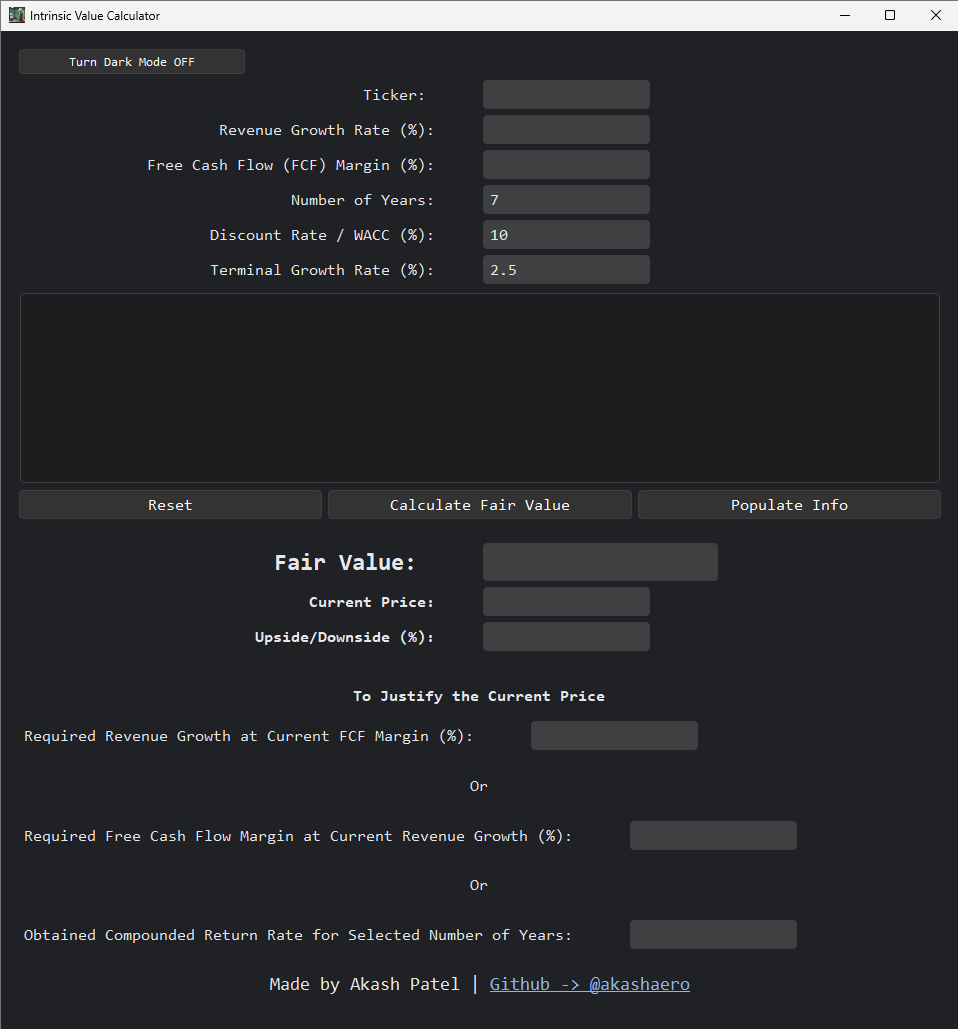 Intrinsic Value Calculator
Turn Dark Mode OFF
Ticker:
Revenue Growth Rate (%):
Free Cash Flow (FCF) Margin (%):
Number of Years: 7
Discount Rate / WACC (%): 10
Terminal Growth Rate (%): 2.5
Reset Calculate Fair Value Populate Info
Fair Value:
Current Price:
Upside/Downside (%):
To Justify the Current Price
Required Revenue Growth at Current FCF Margin (%):
Or
Required Free Cash Flow Margin at Current Revenue Growth (%):
Or
Obtained Compounded Return Rate for Selected Number of Years:
Made by Akash Patel | Github -> @akashaero